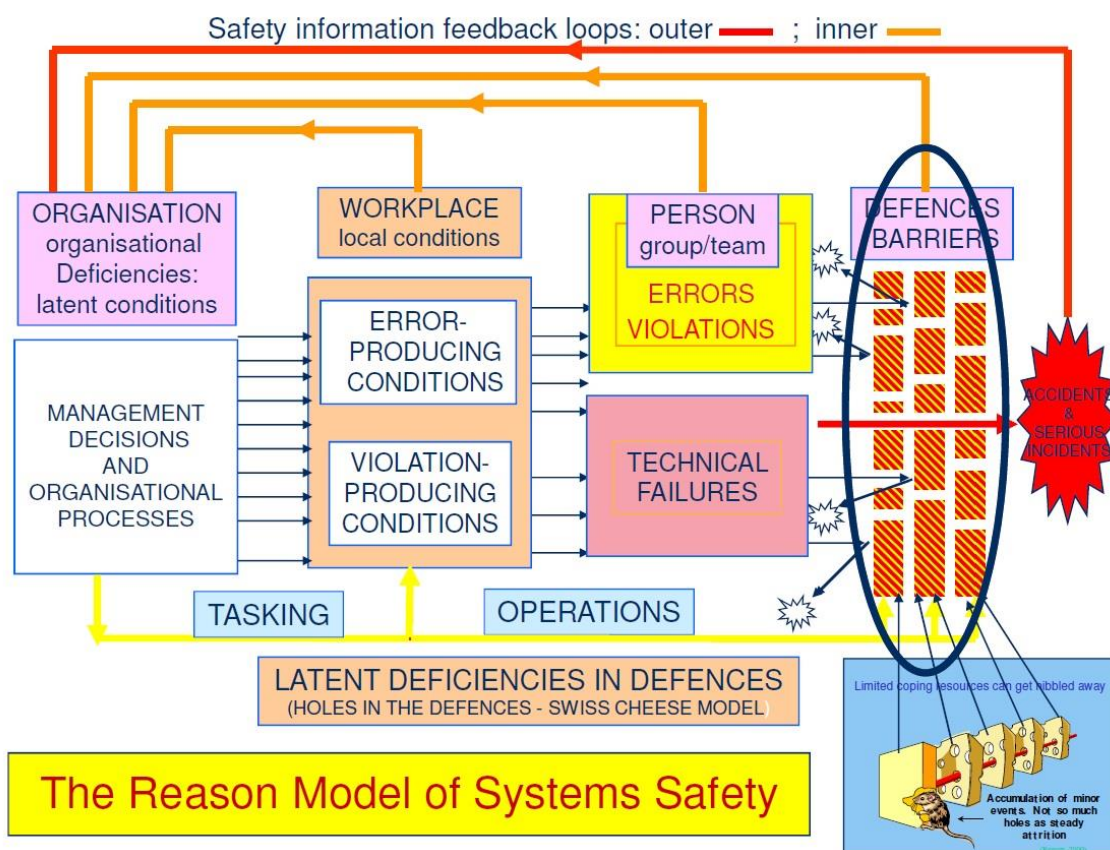 Safety information feedback loops: outer ; inner
ORGANISATION
organisational
Deficiencies:
latent conditions
WORKPLACE
local conditions
PERSON
group/team
DEFENCES
BARRIERS
ERROR-
PRODUCING
CONDITIONS
ERRORS
VIOLATIONS
MANAGEMENT
DECISIONS
AND
ORGANISATIONAL
PROCESSES
VIOLATION-
PRODUCING
CONDITIONS
TECHNICAL
FAILURES
ACCIDENTS
&
SERIOUS
INCIDENTS
TASKING
OPERATIONS
LATENT DEFICIENCIES IN DEFENCES
(HOLES IN THE DEFENCES - SWISS CHEESE MODEL)
Limited coping resources can get nibbled away
Accumulation of minor
events. Not so much
holes as steady
attrition
The Reason Model of Systems Safety